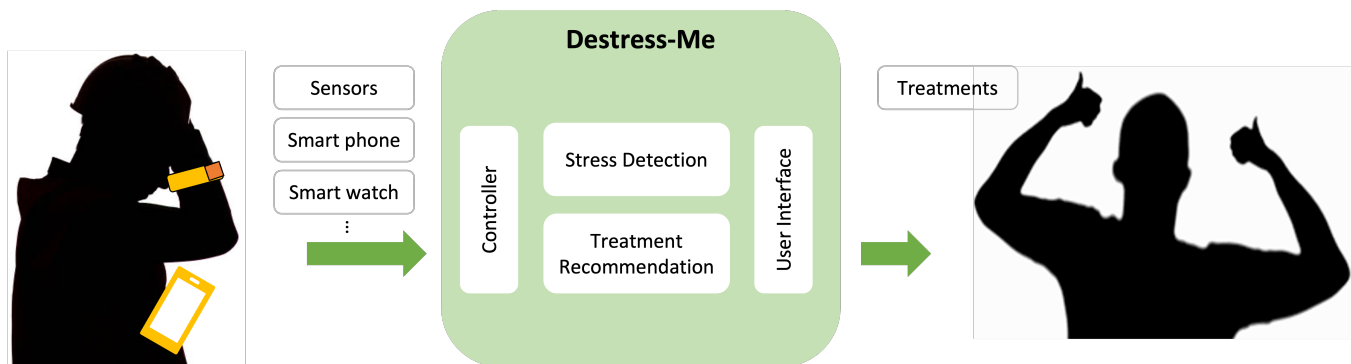 Destress-Me
Sensors
Smart phone
Smart watch
...
Controller
Stress Detection
Treatment
Recommendation
User Interface
Treatments